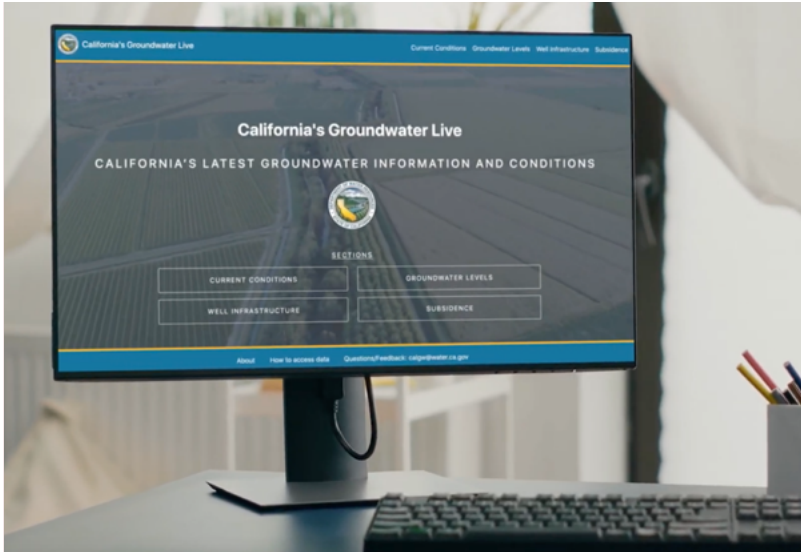 California's Groundwater Live
Current Conditions Groundwater Levels Well Infrastructure Subsidence
California's Groundwater Live
CALIFORNIA'S LATEST GROUNDWATER INFORMATION AND CONDITIONS
SECTIONS
CURRENT CONDITIONS GROUNDWATER LEVELS
WELL INFRASTRUCTURE SUBSIDENCE
About How to access data Questions/Feedback: calgw@water.ca.gov